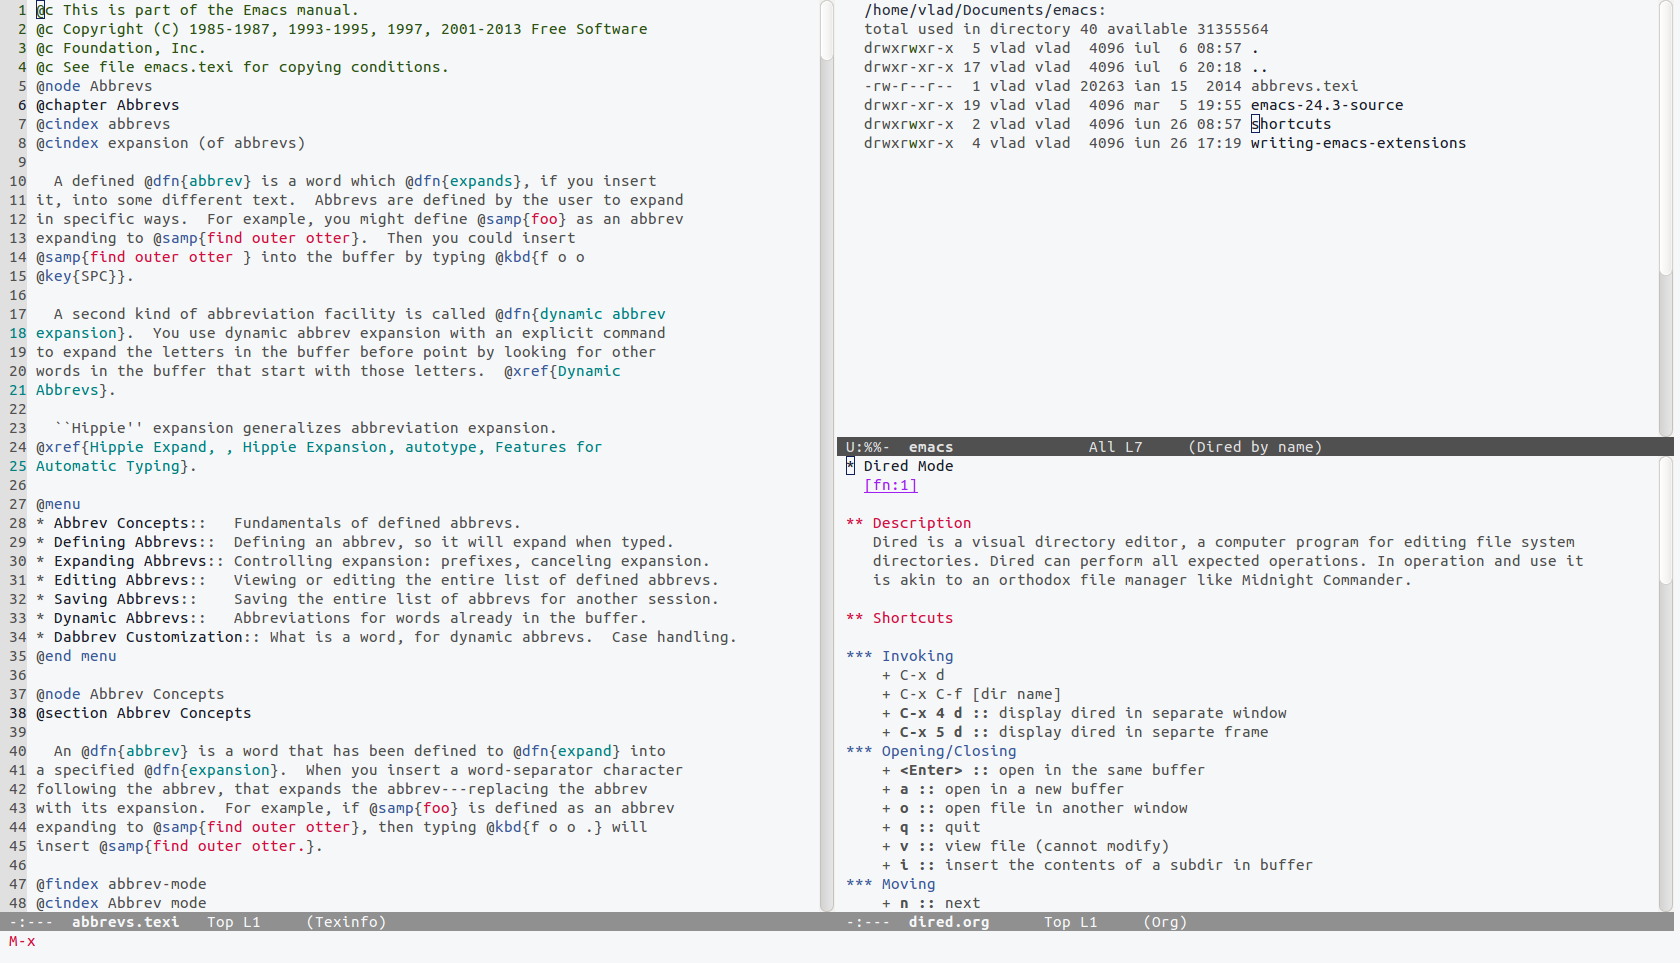 1 @c This is part of the Emacs manual.
2 @c Copyright (C) 1985-1987, 1993-1995, 1997, 2001-2013 Free Software
3 @c Foundation, Inc.
4 @c See file emacs.texi for copying conditions.
5 @node Abbrevs
6 @chapter Abbrevs
7 @cindex abbrevs
8 @cindex expansion (of abbrevs)
9
10   A defined @dfn{abbrev} is a word which @dfn{expands}, if you insert
11 it, into some different text.  Abbrevs are defined by the user to expand
12 in specific ways.  For example, you might define @samp{foo} as an abbrev
13 expanding to @samp{find outer otter}.  Then you could insert
14 @samp{find outer otter } into the buffer by typing @kbd{f o o
15 @key{SPC}}.
16
17   A second kind of abbreviation facility is called @dfn{dynamic abbrev
18 expansion}.  You use dynamic abbrev expansion with an explicit command
19 to expand the letters in the buffer before point by looking for other
20 words in the buffer that start with those letters.  @xref{Dynamic
21 Abbrevs}.
22
23   ``Hippie'' expansion generalizes abbreviation expansion.
24 @xref{Hippie Expand, , Hippie Expansion, autotype, Features for
25 Automatic Typing}.
26
27 @menu
28 * Abbrev Concepts::   Fundamentals of defined abbrevs.
29 * Defining Abbrevs::  Defining an abbrev, so it will expand when typed.
30 * Expanding Abbrevs:: Controlling expansion: prefixes, canceling expansion.
31 * Editing Abbrevs::   Viewing or editing the entire list of defined abbrevs.
32 * Saving Abbrevs::    Saving the entire list of abbrevs for another session.
33 * Dynamic Abbrevs::   Abbreviations for words already in the buffer.
34 * Dabbrev Customization:: What is a word, for dynamic abbrevs.  Case handling.
35 @end menu
36
37 @node Abbrev Concepts
38 @section Abbrev Concepts
39
40   An @dfn{abbrev} is a word that has been defined to @dfn{expand} into
41 a specified @dfn{expansion}.  When you insert a word-separator character
42 following the abbrev, that expands the abbrev---replacing the abbrev
43 with its expansion.  For example, if @samp{foo} is defined as an abbrev
44 expanding to @samp{find outer otter}, then typing @kbd{f o o .} will
45 insert @samp{find outer otter.}.
46
47 @findex abbrev-mode
48 @cindex Abbrev mode
-:---  abbrevs.texi   Top L1     (Texinfo)
/home/vlad/Documents/emacs:
total used in directory 40 available 31355564
drwxrwxr-x  5 vlad vlad  4096 iul  6 08:57 .
drwxr-xr-x 17 vlad vlad  4096 iul  6 20:18 ..
-rw-r--r--  1 vlad vlad 20263 ian 15  2014 abbrevs.texi
drwxr-xr-x 19 vlad vlad  4096 mar  5 19:55 emacs-24.3-source
drwxrwxr-x  2 vlad vlad  4096 iun 26 08:57 shortcuts
drwxrwxr-x  4 vlad vlad  4096 iun 26 17:19 writing-emacs-extensions
U:%%-  emacs               All L7     (Dired by name)
* Dired Mode
[fn:1]
** Description
Dired is a visual directory editor, a computer program for editing file system
directories. Dired can perform all expected operations. In operation and use it
is akin to an orthodox file manager like Midnight Commander.
** Shortcuts
*** Invoking
+ C-x d
+ C-x C-f [dir name]
+ C-x 4 d :: display dired in separate window
+ C-x 5 d :: display dired in separte frame
*** Opening/Closing
+ <Enter> :: open in the same buffer
+ a :: open in a new buffer
+ o :: open file in another window
+ q :: quit
+ v :: view file (cannot modify)
+ i :: insert the contents of a subdir in buffer
*** Moving
+ n :: next
-:---  dired.org      Top L1     (Org)
M-x